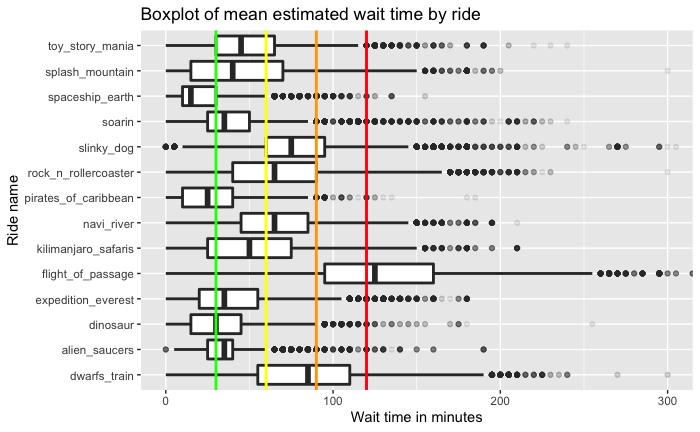 Boxplot of mean estimated wait time by ride
toy_story_mania
splash_mountain
spaceship_earth
soarin
slinky_dog
rock_n_rollercoaster
pirates_of_caribbean
navi_river
kilimanjaro_safaris
flight_of_passage
expedition_everest
dinosaur
alien_saucers
dwarfs_train
Ride name
0 100 200 300
Wait time in minutes